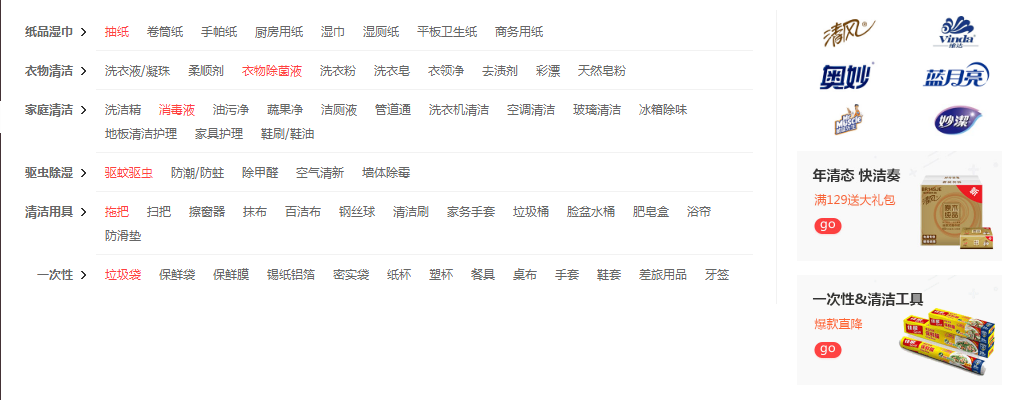 纸品湿巾 > 抽纸 卷筒纸 手帕纸 厨房用纸 湿巾 湿厕纸 平板卫生纸 商务用纸
衣物清洁 > 洗衣液/凝珠 柔顺剂 衣物除菌液 洗衣粉 洗衣皂 衣领净 去渍剂 彩漂 天然皂粉
家庭清洁 > 洗洁精 消毒液 油污净 蔬果净 洁厕液 管道通 洗衣机清洁 空调清洁 玻璃清洁 冰箱除味
地板清洁护理 家具护理 鞋刷/鞋油
驱虫除湿 > 驱蚊驱虫 防潮/防蛀 除甲醛 空气清新 墙体除霉
清洁用具 > 拖把 扫把 擦窗器 抹布 百洁布 钢丝球 清洁刷 家务手套 垃圾桶 脸盆水桶 肥皂盒 浴帘
防滑垫
一次性 > 垃圾袋 保鲜袋 保鲜膜 锡纸铝箔 密实袋 纸杯 塑杯 餐具 桌布 手套 鞋套 差旅用品 牙签
清风
Vinda
维达
奥妙
蓝月亮
Mr Muscle
妙潔
年清态 快洁奏
满129送大礼包
go
新
清风
一次性&清洁工具
爆款直降
go